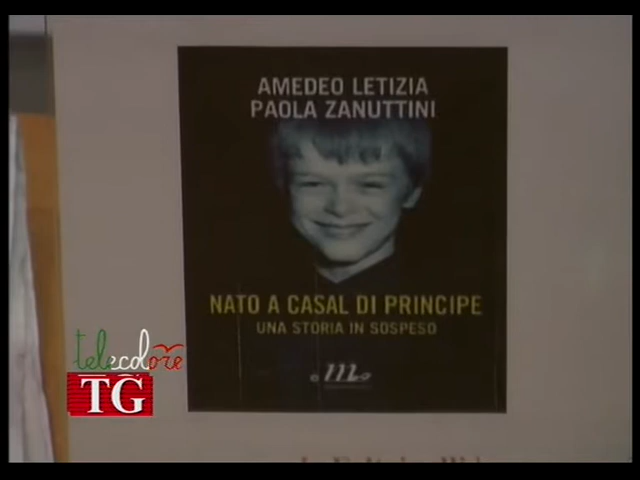 AMEDEO LETIZIA
PAOLA ZANUTTINI
NATO A CASAL DI PRINCIPE
UNA STORIA IN SOSPESO
m
telecolore
TG